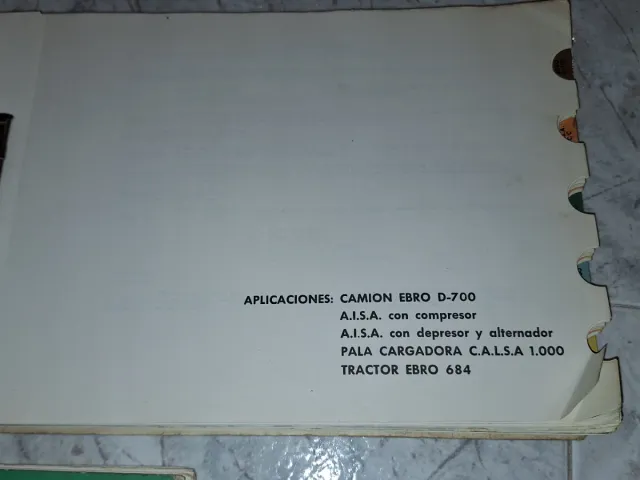 APLICACIONES: CAMION EBRO D-700
A.I.S.A. con compresor
A.I.S.A. con depresor y alternador
PALA CARGADORA C.A.L.S.A 1.000
TRACTOR EBRO 684